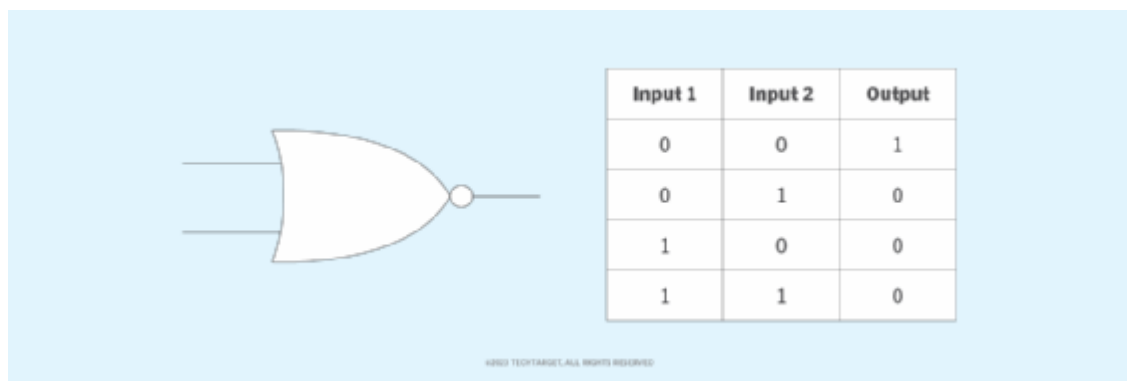 Input 1 Input 2 Output
0 0 1
0 1 0
1 0 0
1 1 0
©2023 TECHTARGET, ALL RIGHTS RESERVED